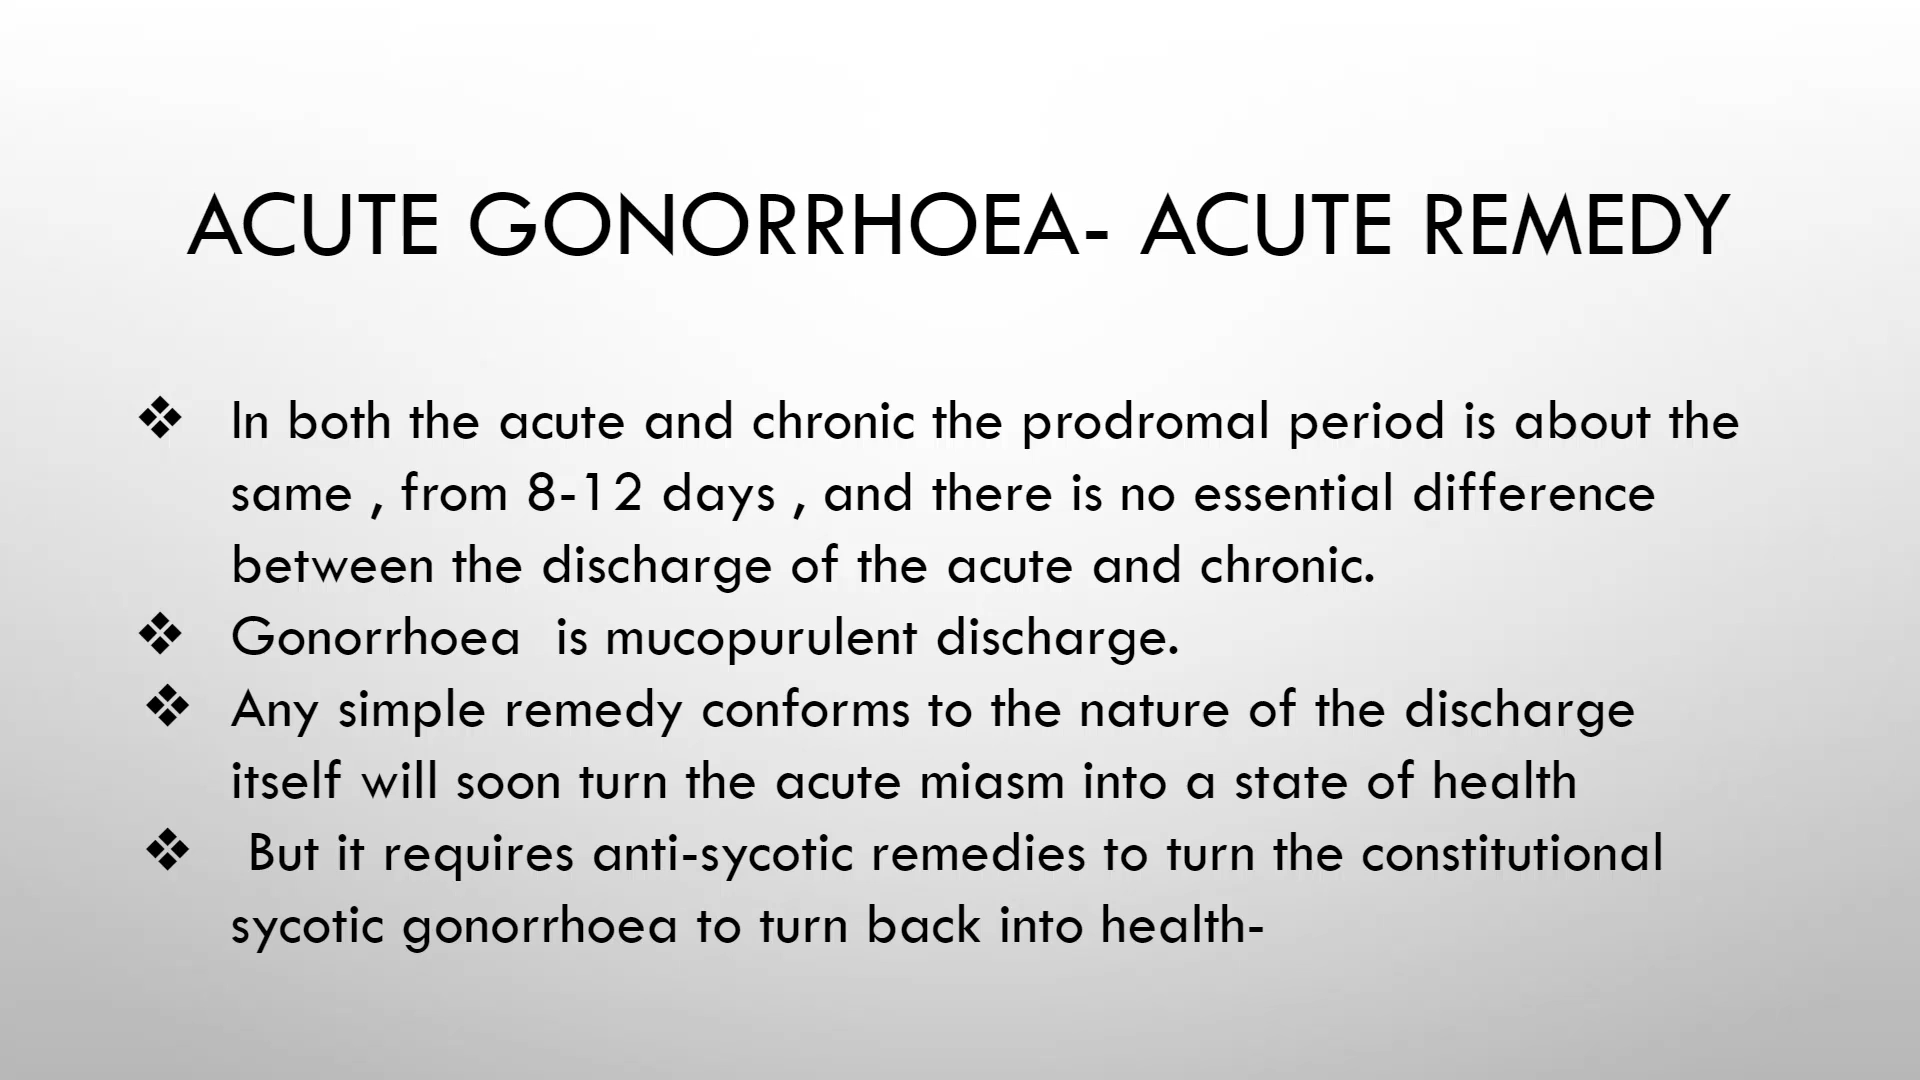 ACUTE GONORRHOEA- ACUTE REMEDY
❖ In both the acute and chronic the prodromal period is about the
same , from 8-12 days , and there is no essential difference
between the discharge of the acute and chronic.
❖ Gonorrhoea is mucopurulent discharge.
❖ Any simple remedy conforms to the nature of the discharge
itself will soon turn the acute miasm into a state of health
❖ But it requires anti-sycotic remedies to turn the constitutional
sycotic gonorrhoea to turn back into health-